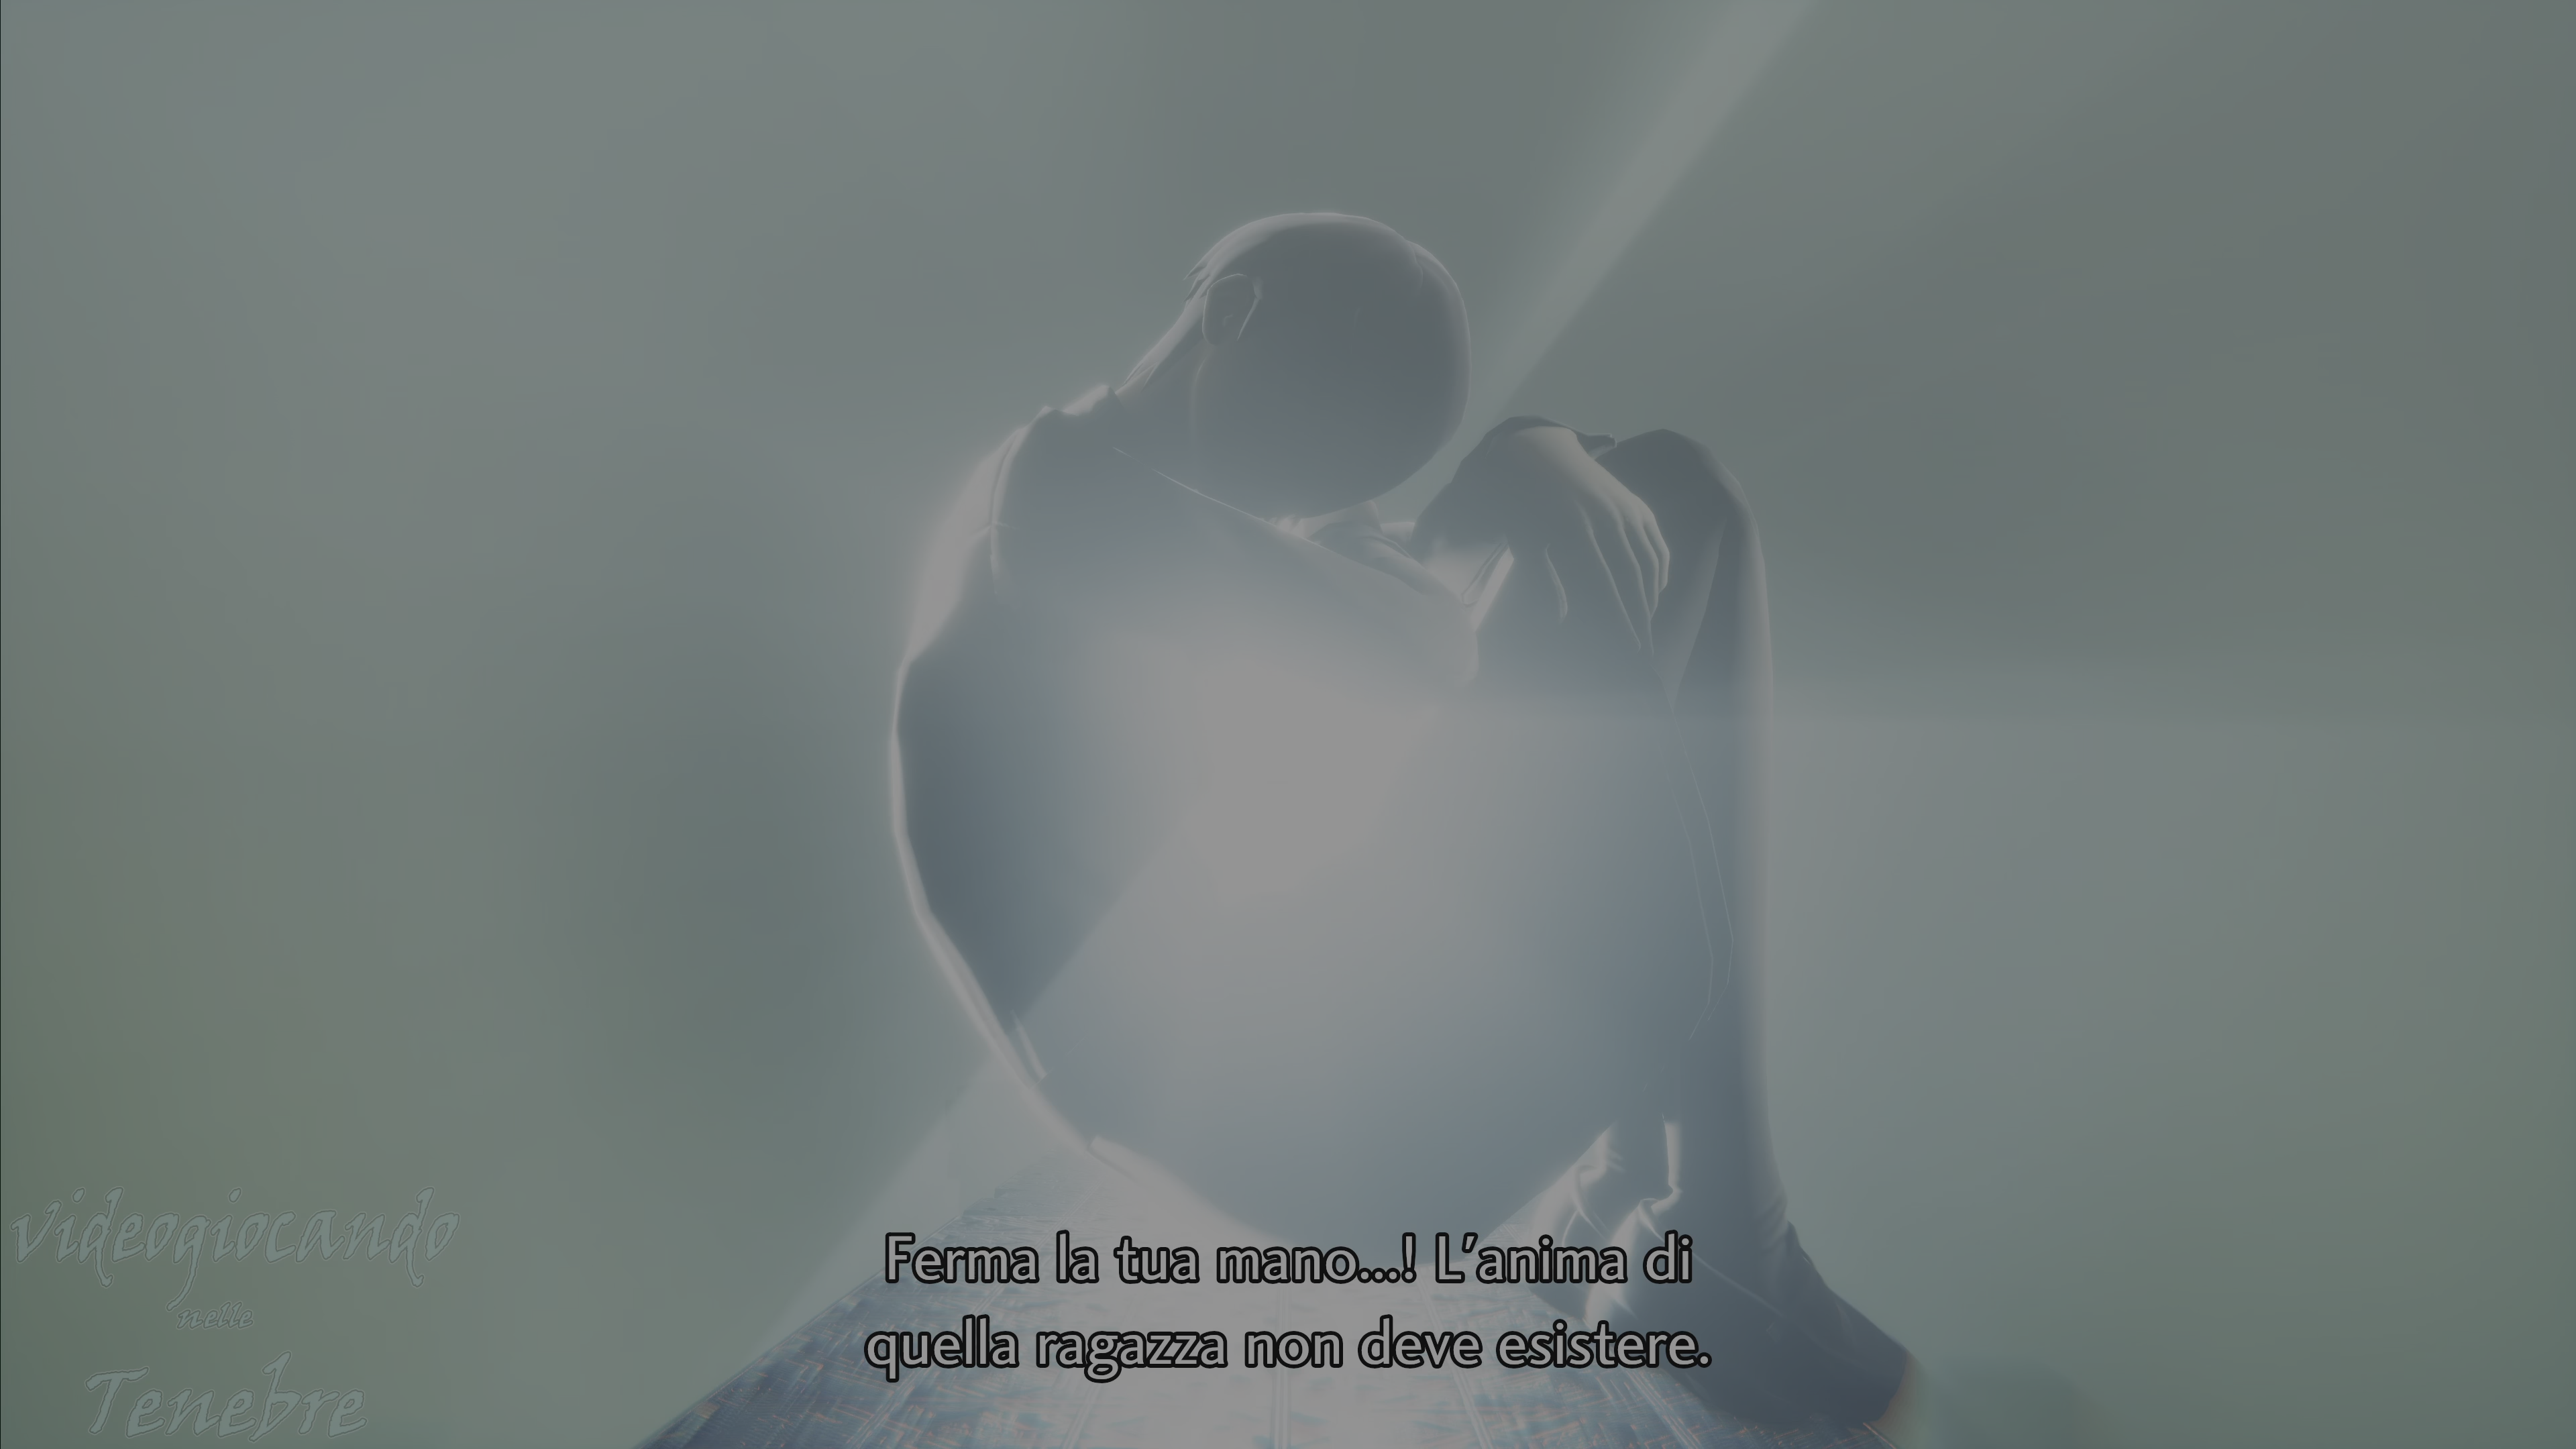 videogiocando
nelle
Tenebre
Ferma la tua mano...! L'anima di
quella ragazza non deve esistere.